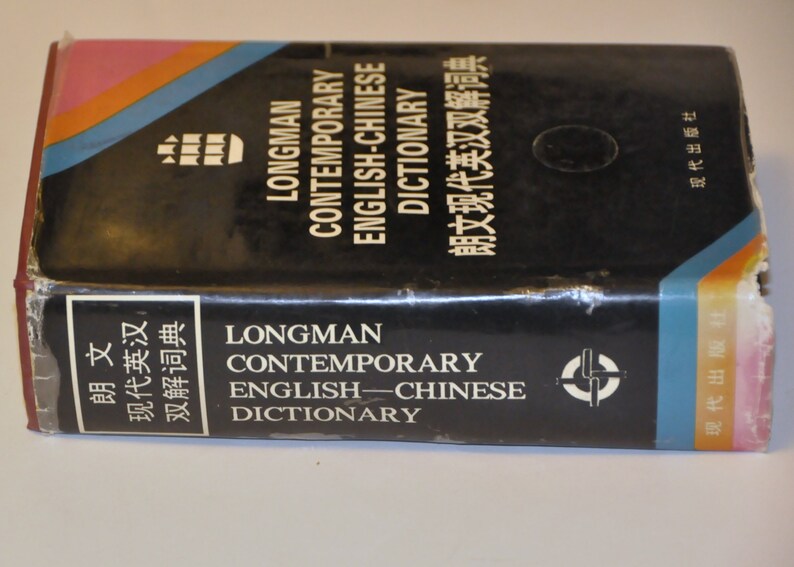 LONGMAN
CONTEMPORARY
ENGLISH-CHINESE
DICTIONARY
朗文现代英汉双解词典
现代出版社
朗文
现代英汉
双解词典
LONGMAN
CONTEMPORARY
ENGLISH—CHINESE
DICTIONARY
现代出版社